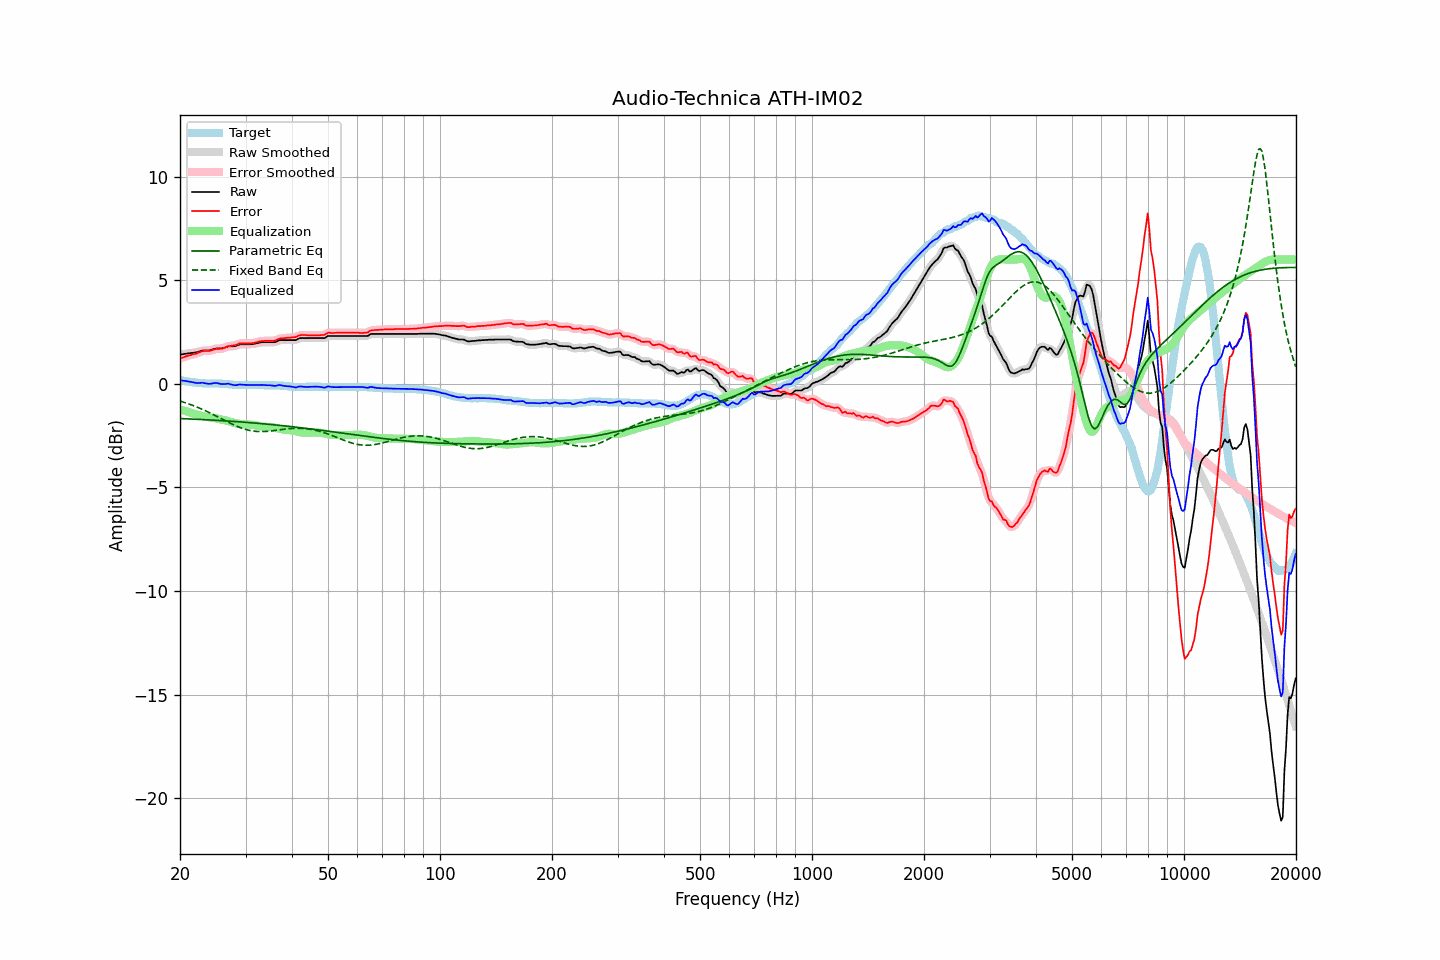 Audio-Technica ATH-IM02
Target
Raw Smoothed
Error Smoothed
Raw
Error
Equalization
Parametric Eq
Fixed Band Eq
Equalized
Amplitude (dBr)
10
5
0
−5
−10
−15
−20
20
50
100
200
500
1000
2000
5000
10000
20000
Frequency (Hz)